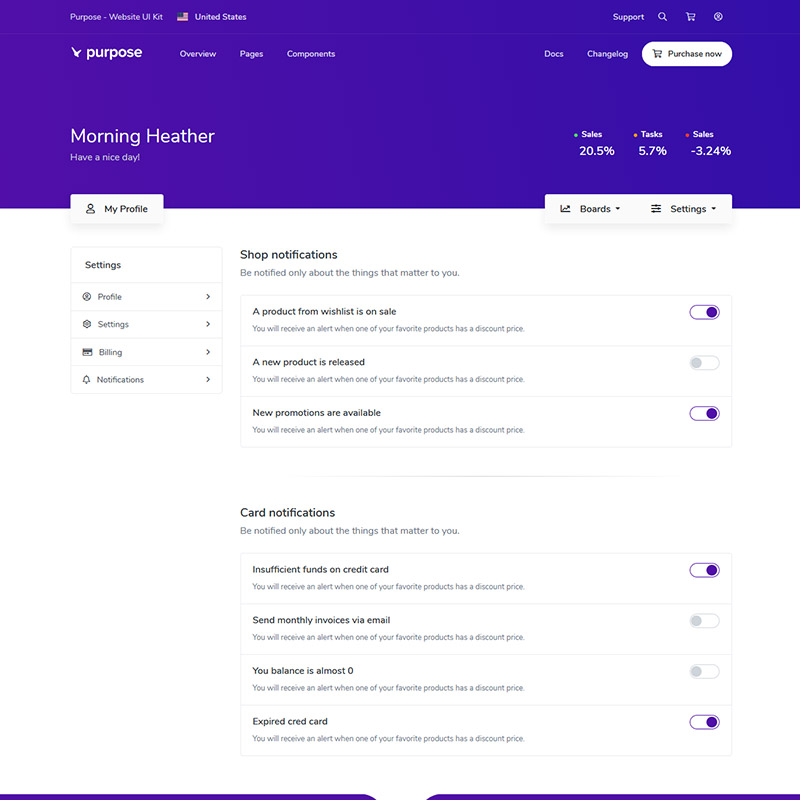 Purpose - Website UI Kit United States Support
purpose Overview Pages Components Docs Changelog Purchase now
Morning Heather
Have a nice day!
Sales Tasks Sales
20.5% 5.7% -3.24%
My Profile Boards Settings
Settings
Profile
Settings
Billing
Notifications
Shop notifications
Be notified only about the things that matter to you.
A product from wishlist is on sale
You will receive an alert when one of your favorite products has a discount price.
A new product is released
You will receive an alert when one of your favorite products has a discount price.
New promotions are available
You will receive an alert when one of your favorite products has a discount price.
Card notifications
Be notified only about the things that matter to you.
Insufficient funds on credit card
You will receive an alert when one of your favorite products has a discount price.
Send monthly invoices via email
You will receive an alert when one of your favorite products has a discount price.
You balance is almost 0
You will receive an alert when one of your favorite products has a discount price.
Expired cred card
You will receive an alert when one of your favorite products has a discount price.